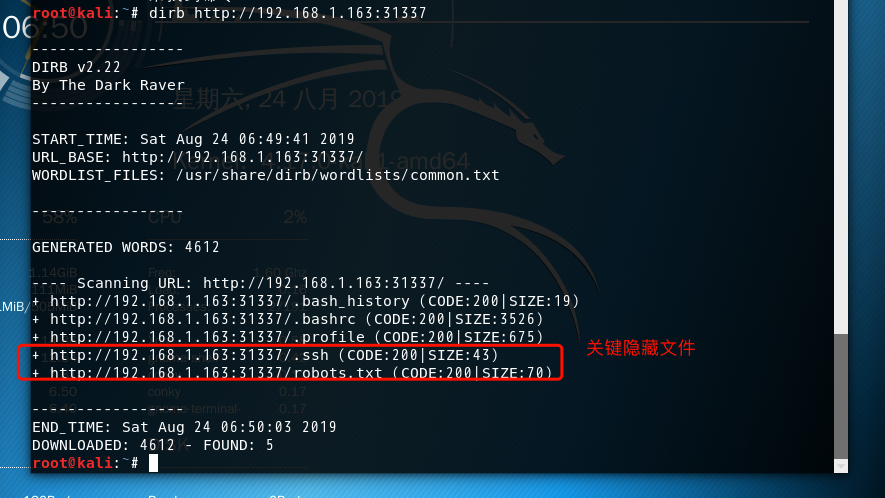 root@kali:~# dirb http://192.168.1.163:31337
06:50
-----------------
DIRB v2.22
By The Dark Raver
-----------------
星期六, 24 八月 2019
START_TIME: Sat Aug 24 06:49:41 2019
URL_BASE: http://192.168.1.163:31337/
WORDLIST_FILES: /usr/share/dirb/wordlists/common.txt
-----------------
58% CPU 2%
GENERATED WORDS: 4612
1.14GiB Freq: 1.60 Ghz
---- Scanning URL: http://192.168.1.163:31337/ ----
+ http://192.168.1.163:31337/.bash_history (CODE:200|SIZE:19)
+ http://192.168.1.163:31337/.bashrc (CODE:200|SIZE:3526)
+ http://192.168.1.163:31337/.profile (CODE:200|SIZE:675)
+ http://192.168.1.163:31337/.ssh (CODE:200|SIZE:43)
关键隐藏文件
+ http://192.168.1.163:31337/robots.txt (CODE:200|SIZE:70)
6.50 conky 0.17
-----------------
END_TIME: Sat Aug 24 06:50:03 2019
DOWNLOADED: 4612 - FOUND: 5
root@kali:~#